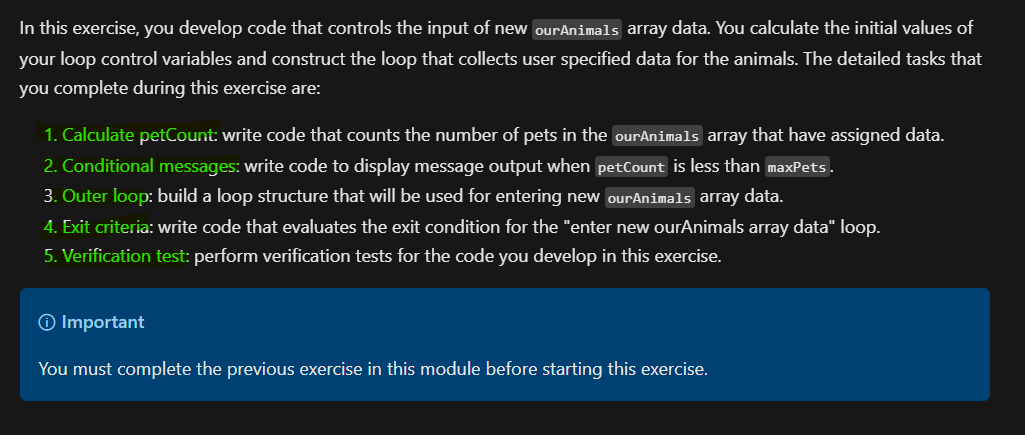 In this exercise, you develop code that controls the input of new ourAnimals array data. You calculate the initial values of
your loop control variables and construct the loop that collects user specified data for the animals. The detailed tasks that
you complete during this exercise are:
1. Calculate petCount: write code that counts the number of pets in the ourAnimals array that have assigned data.
2. Conditional messages: write code to display message output when petCount is less than maxPets.
3. Outer loop: build a loop structure that will be used for entering new ourAnimals array data.
4. Exit criteria: write code that evaluates the exit condition for the "enter new ourAnimals array data" loop.
5. Verification test: perform verification tests for the code you develop in this exercise.
Important
You must complete the previous exercise in this module before starting this exercise.